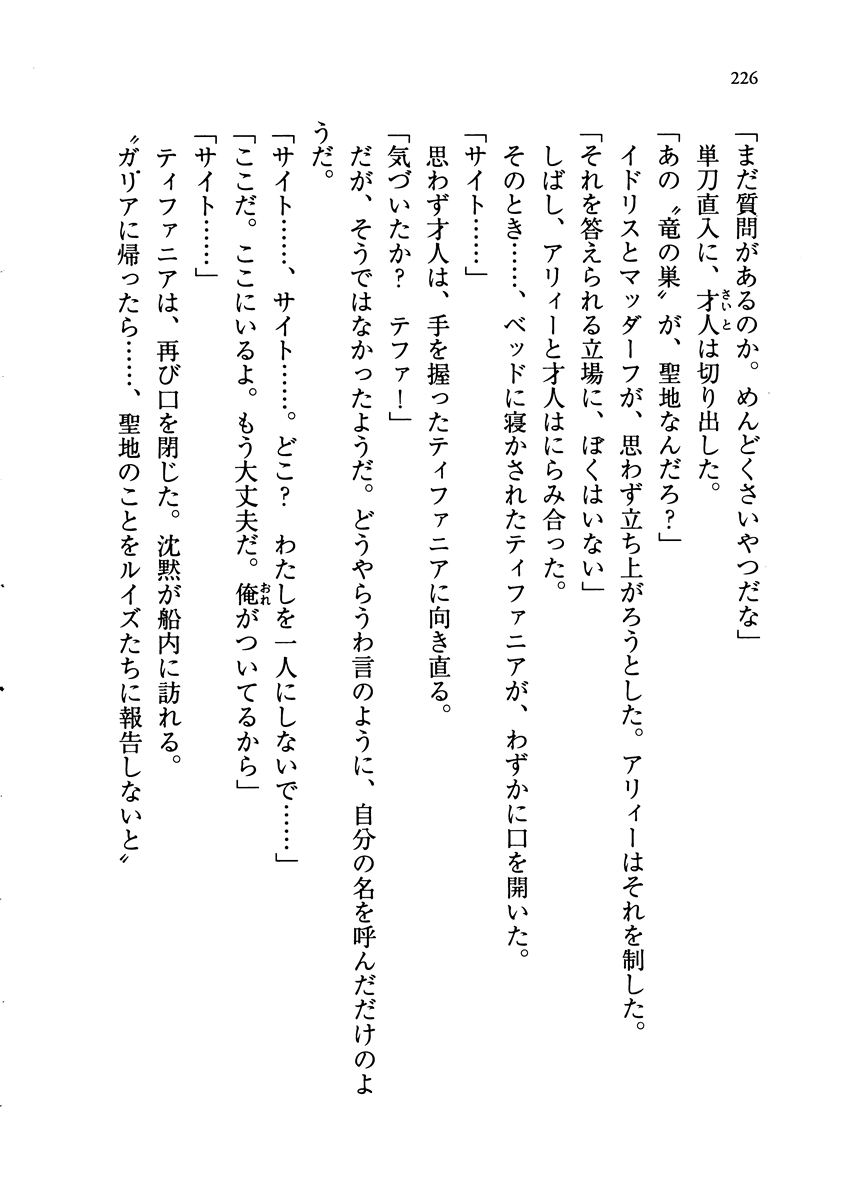 226
「まだ質問があるのか。めんどくさいやつだな」
単刀直入に、才人は切り出した。
さいと
「あの〝竜の巣〟が、聖地なんだろ？」
イドリスとマッダーフが、思わず立ち上がろうとした。アリィーはそれを制した。
「それを答えられる立場に、ぼくはいない」
しばし、アリィーと才人はにらみ合った。
そのとき……、ベッドに寝かされたティファニアが、わずかに口を開いた。
「サイト……」
思わず才人は、手を握ったティファニアに向き直る。
「気づいたか？　テファ！」
だが、そうではなかったようだ。どうやらうわ言のように、自分の名を呼んだだけのよ
うだ。
「サイト……、サイト……。どこ？　わたしを一人にしないで……」
「ここだ。ここにいるよ。もう大丈夫だ。俺がついてるから」
おれ
「サイト……」
ティファニアは、再び口を閉じた。沈黙が船内に訪れる。
〝ガリアに帰ったら……、聖地のことをルイズたちに報告しないと〟